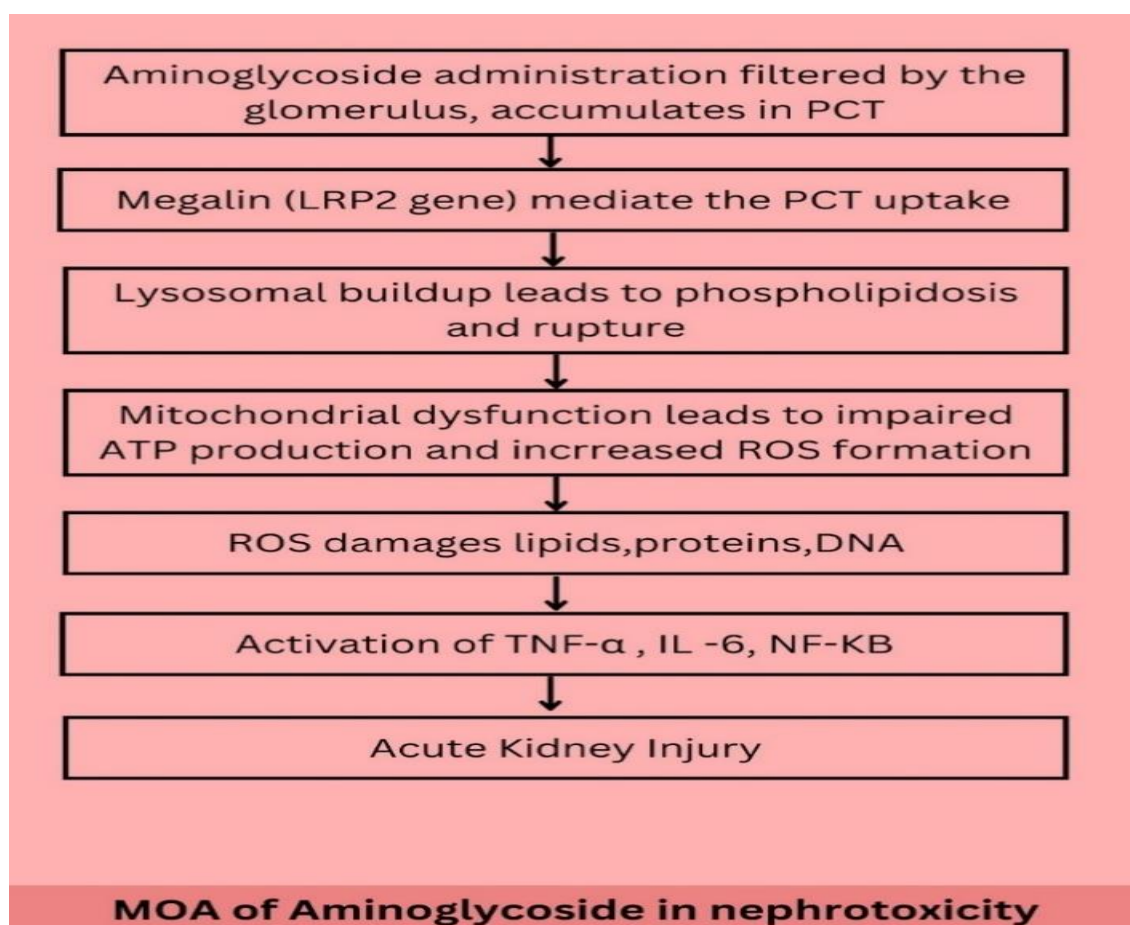 Aminoglycoside administration filtered by the
glomerulus, accumulates in PCT
Megalin (LRP2 gene) mediate the PCT uptake
Lysosomal buildup leads to phospholipidosis
and rupture
Mitochondrial dysfunction leads to impaired
ATP production and incrreased ROS formation
ROS damages lipids,proteins,DNA
Activation of TNF-α , IL -6, NF-KB
Acute Kidney Injury
MOA of Aminoglycoside in nephrotoxicity